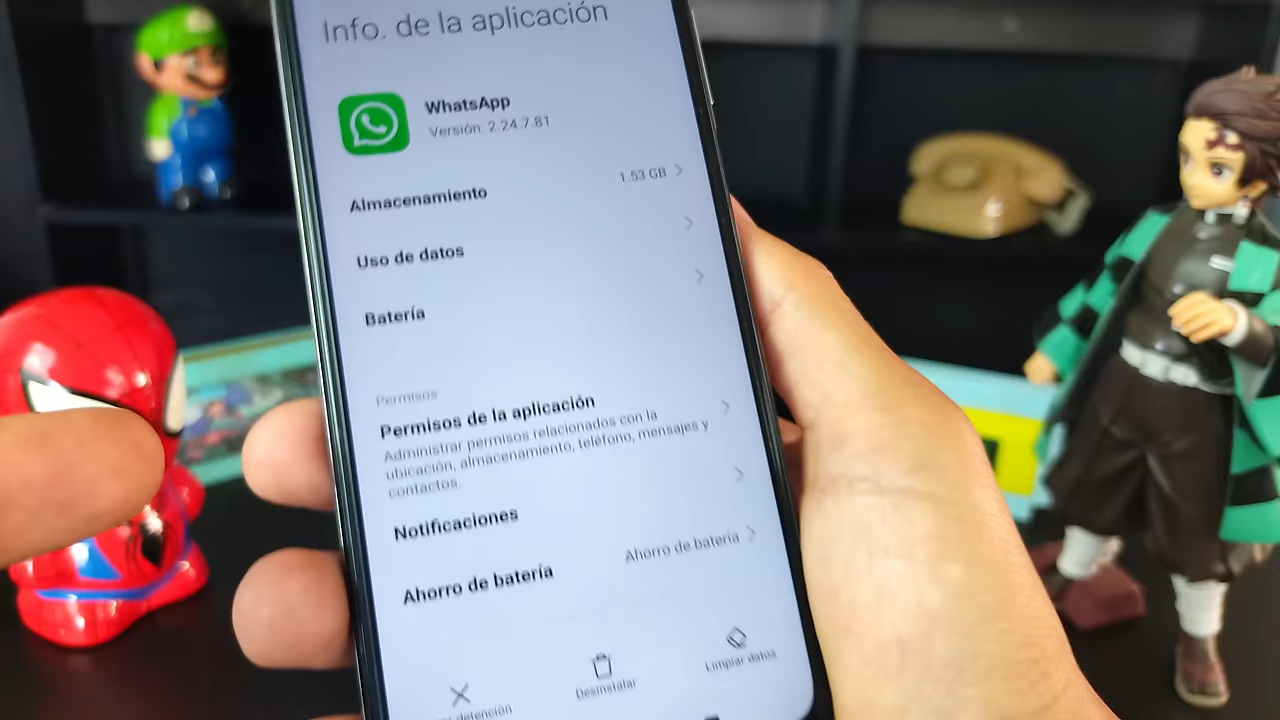 Info. de la aplicación
WhatsApp
Versión: 2.24.7.81
Almacenamiento
1.53 GB
Uso de datos
Batería
Permisos
Permisos de la aplicación
Administrar permisos relacionados con la
ubicación, almacenamiento, teléfono, mensajes y
contactos.
Notificaciones
Ahorro de batería
Ahorro de batería
detención
Desinstalar
Limpiar datos